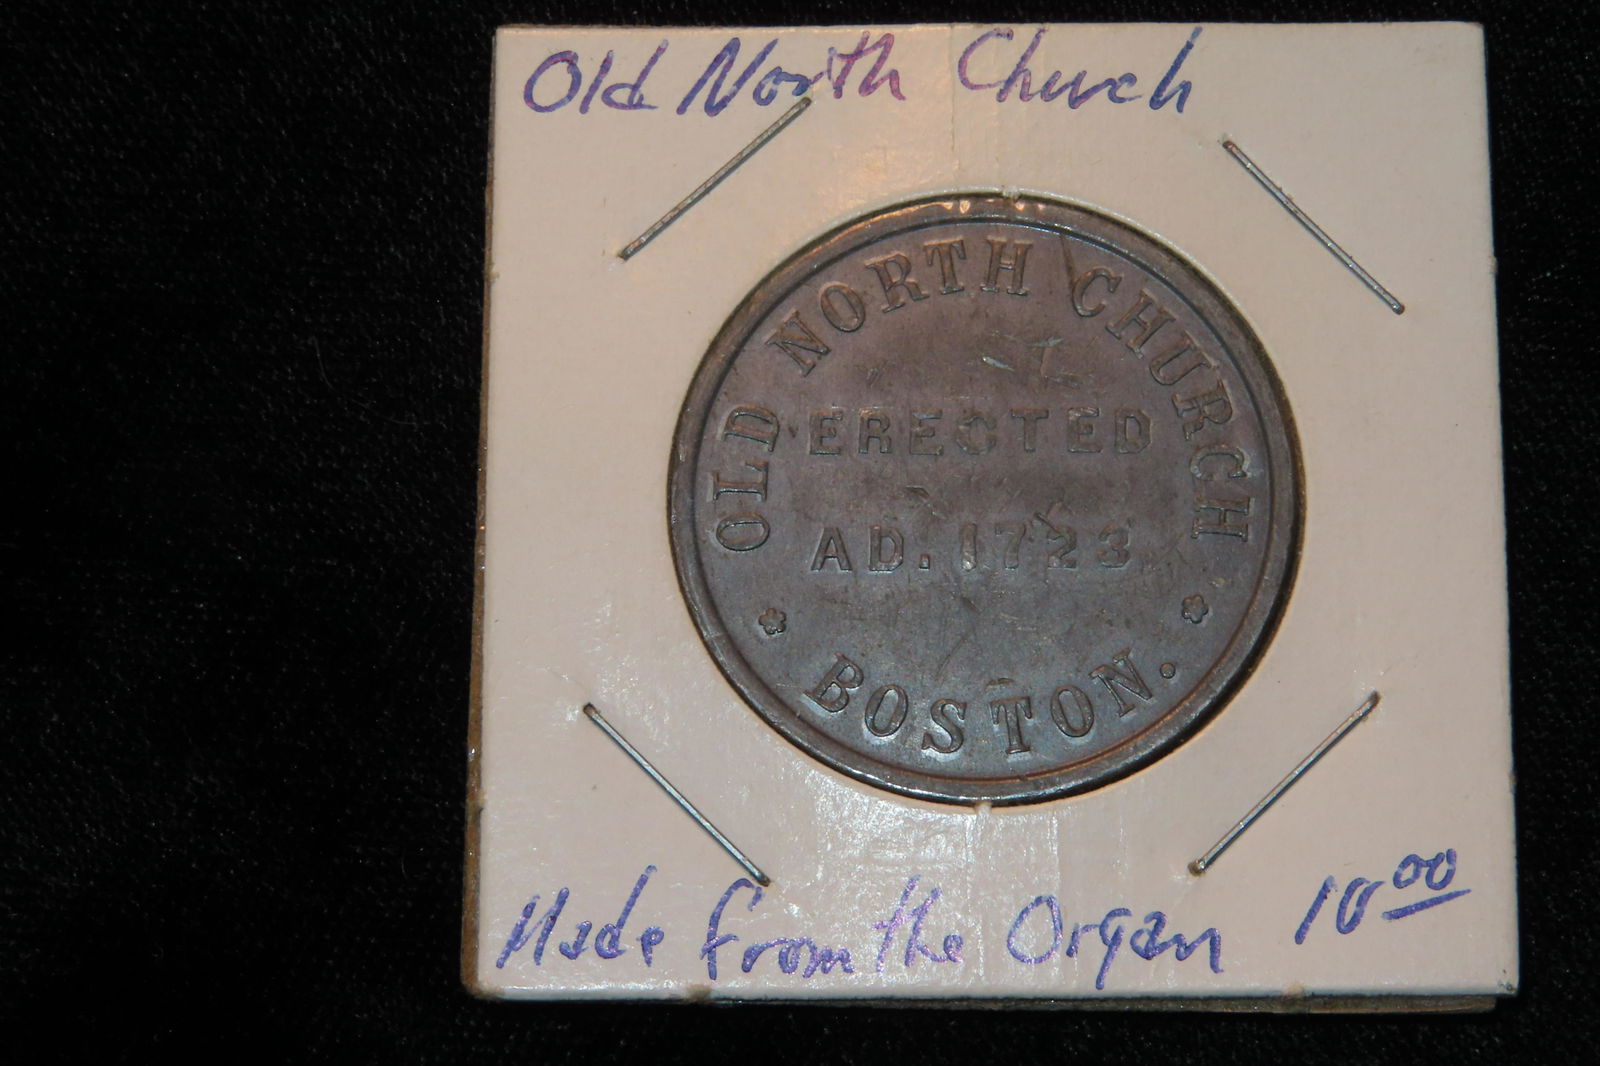 Old North Church
OLD NORTH CHURCH
ERECTED
AD. 1723
BOSTON.
Made from the Organ 10.00